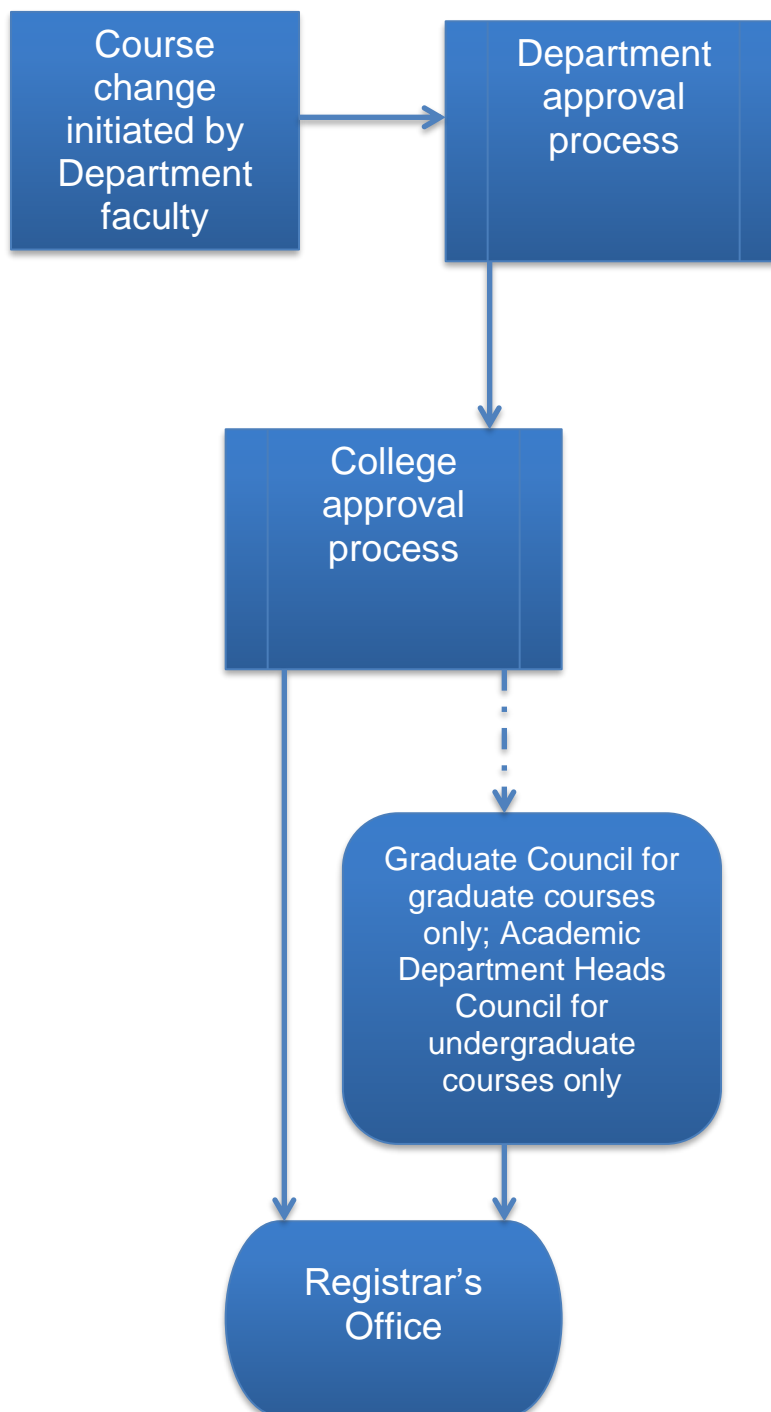 Course
change
initiated by
Department
faculty
Department
approval
process
College
approval
process
Graduate Council for
graduate courses
only; Academic
Department Heads
Council for
undergraduate
courses only
Registrar’s
Office